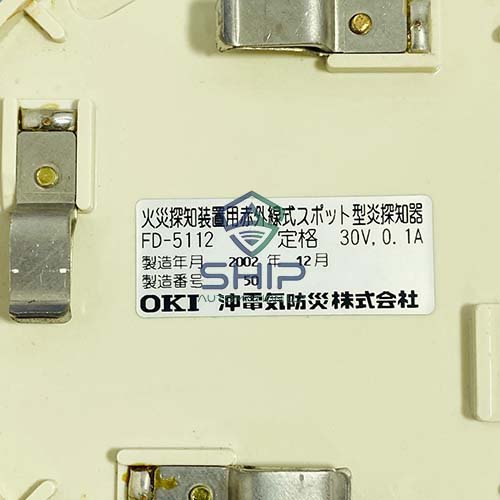 火災探知装置用赤外線式スポット型炎探知器
FD-5112 定格 30V, 0.1A
製造年月 2002 年 12 月
製造番号 50
OKI 沖電気防災株式会社
SHIP